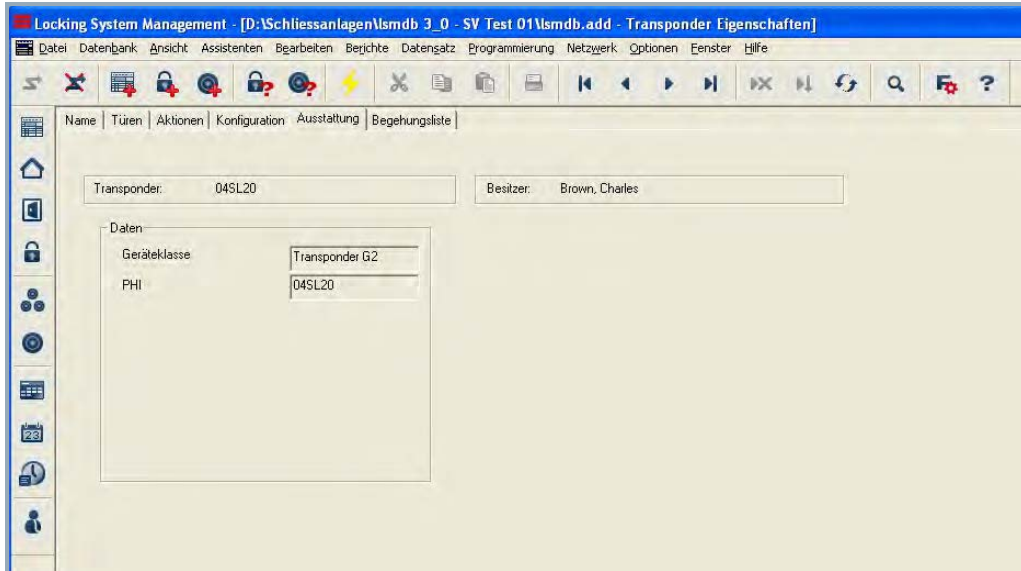 Locking System Management - [D:\Schliessanlagen\lsmdb 3_0 - SV Test 01\lsmdb.add - Transponder Eigenschaften]
Datei Datenbank Ansicht Assistenten Bearbeiten Berichte Datensatz Programmierung Netzwerk Optionen Fenster Hilfe
Name Türen Aktionen Konfiguration Ausstattung Begehungsliste
Transponder: 04SL20 Besitzer: Brown, Charles
Daten
Geräteklasse Transponder G2
PHI 04SL20
23